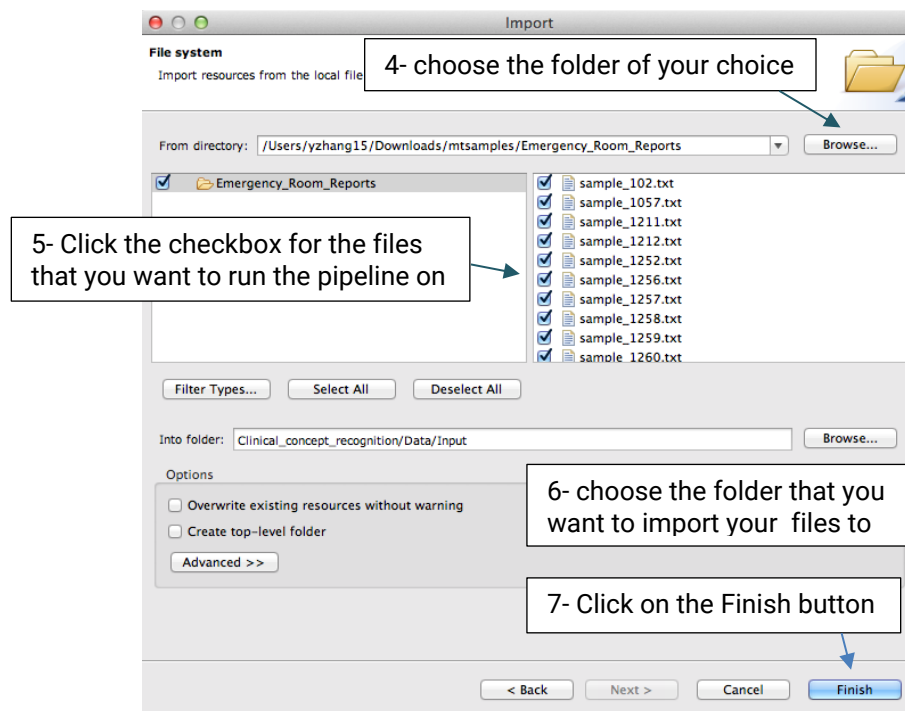 Import
File system
Import resources from the local file
4- choose the folder of your choice
From directory: /Users/yzhang15/Downloads/mtsamples/Emergency_Room_Reports Browse...
Emergency_Room_Reports
sample_102.txt
sample_1057.txt
sample_1211.txt
sample_1212.txt
sample_1252.txt
sample_1256.txt
sample_1257.txt
sample_1258.txt
sample_1259.txt
sample_1260.txt
5- Click the checkbox for the files
that you want to run the pipeline on
Filter Types... Select All Deselect All
Into folder: Clinical_concept_recognition/Data/Input Browse...
Options
Overwrite existing resources without warning
Create top-level folder
Advanced >>
6- choose the folder that you
want to import your files to
7- Click on the Finish button
< Back Next > Cancel Finish